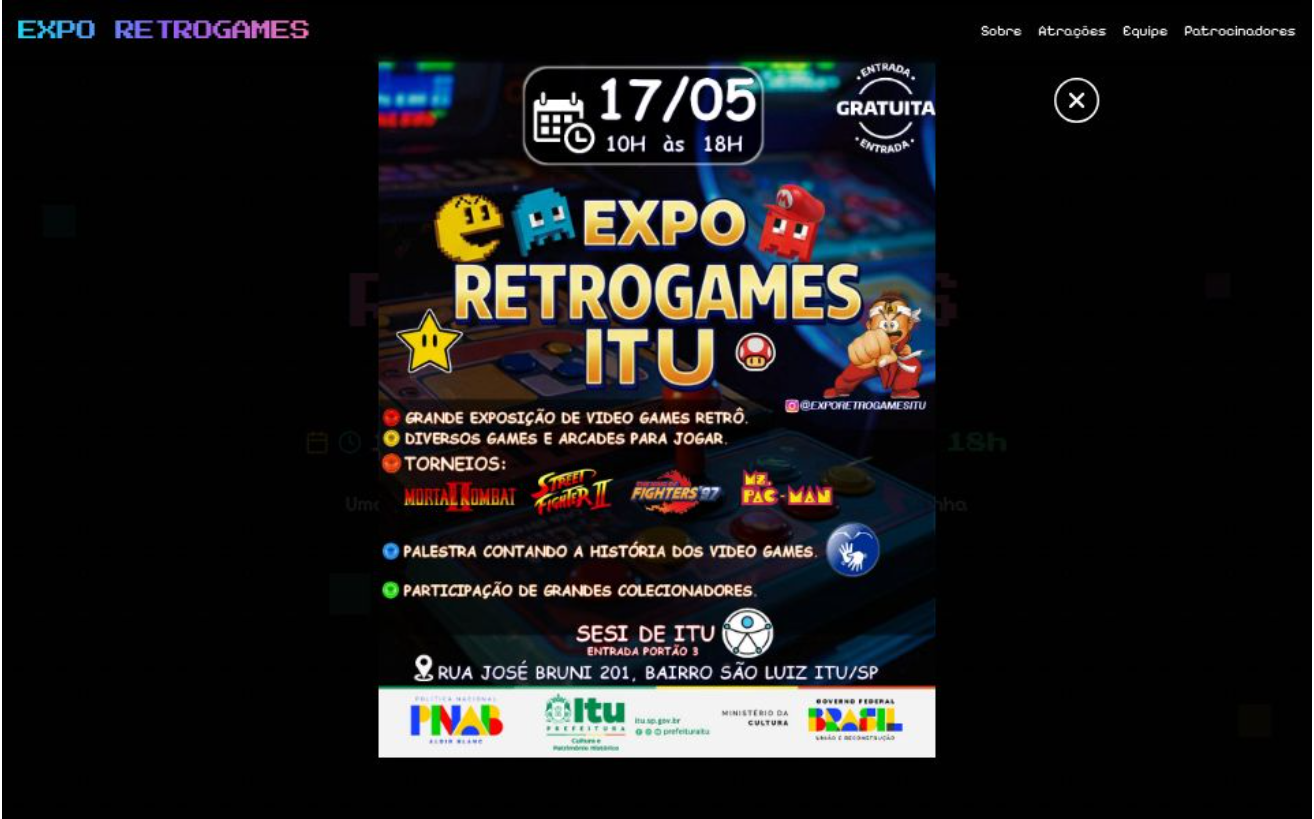 EXPO RETROGAMES
Sobre Atrações Equipe Patrocinadores
17/05
10H às 18H
ENTRADA
GRATUITA
ENTRADA
EXPO
RETROGAMES
ITU
@EXPORETROGAMESITU
GRANDE EXPOSIÇÃO DE VIDEO GAMES RETRÔ.
DIVERSOS GAMES E ARCADES PARA JOGAR.
TORNEIOS:
MORTAL KOMBAT II
STREET FIGHTER II
FIGHTERS'97
MS. PAC-MAN
PALESTRA CONTANDO A HISTÓRIA DOS VIDEO GAMES.
PARTICIPAÇÃO DE GRANDES COLECIONADORES.
SESI DE ITU
ENTRADA PORTÃO 3
RUA JOSÉ BRUNI 201, BAIRRO SÃO LUIZ ITU/SP
POLÍTICA NACIONAL
PNAB
ALDIR BLANC
Itu
PREFEITURA
Cultura e
Patrimônio Histórico
itu.sp.gov.br
prefeituraitu
MINISTÉRIO DA
CULTURA
GOVERNO FEDERAL
BRASIL
UNIÃO E RECONSTRUÇÃO
18h